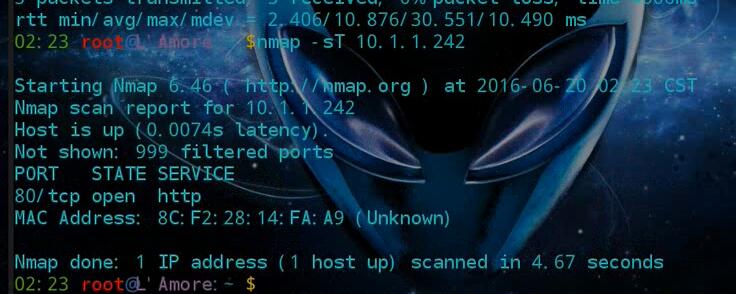 5 packets transmitted, 5 received, 0% packet loss, time 4006ms
rtt min/avg/max/mdev = 2.406/10.876/30.551/10.490 ms
02:23 root@L'Amore: ~ $nmap -sT 10.1.1.242
Starting Nmap 6.46 ( http://nmap.org ) at 2016-06-20 02:23 CST
Nmap scan report for 10.1.1.242
Host is up (0.0074s latency).
Not shown: 999 filtered ports
PORT STATE SERVICE
80/tcp open http
MAC Address: 8C:F2:28:14:FA:A9 (Unknown)
Nmap done: 1 IP address (1 host up) scanned in 4.67 seconds
02:23 root@L'Amore:~ $